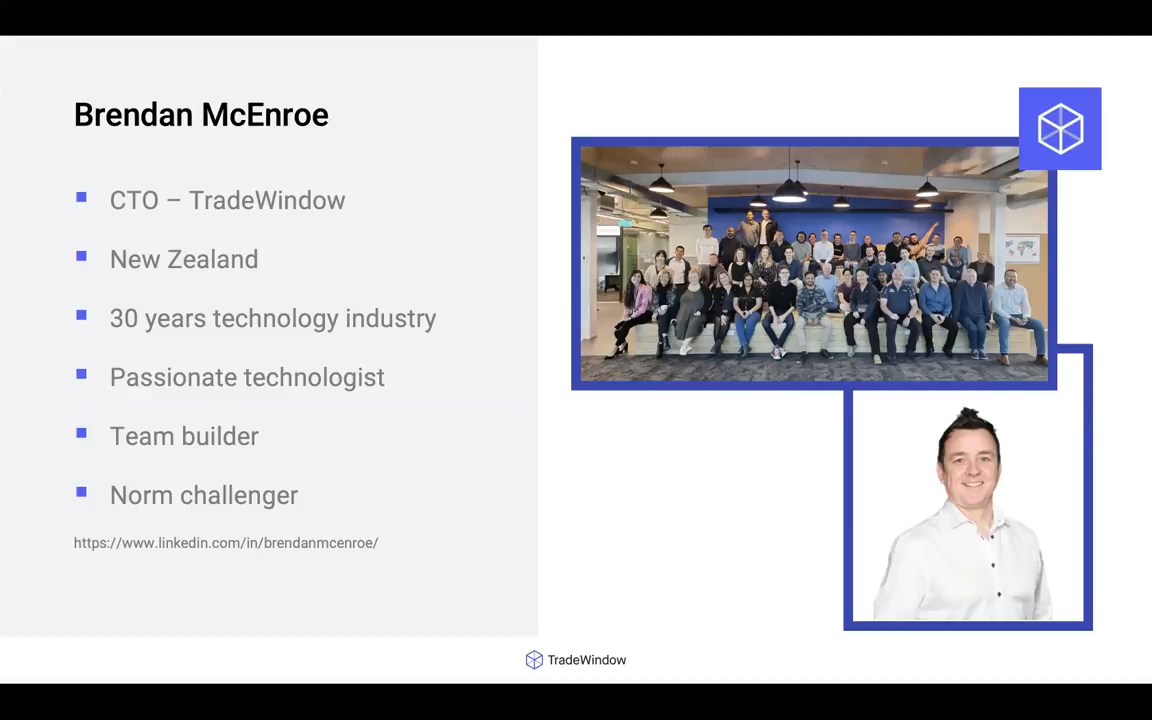 Brendan McEnroe
CTO – TradeWindow
New Zealand
30 years technology industry
Passionate technologist
Team builder
Norm challenger
https://www.linkedin.com/in/brendanmcenroe/
TradeWindow